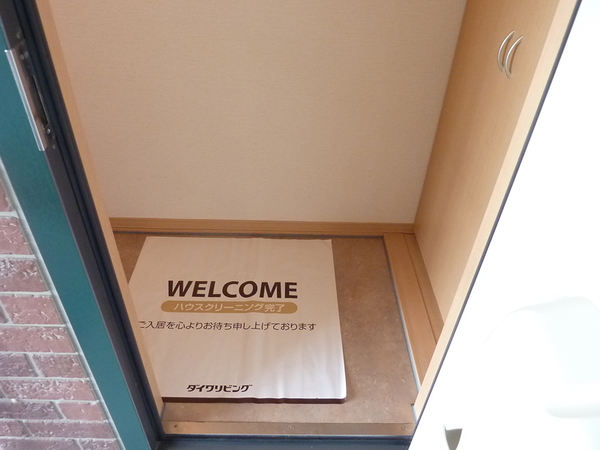 WELCOME
ハウスクリーニング完了
ご入居を心よりお待ち申し上げております
ダイワリビング